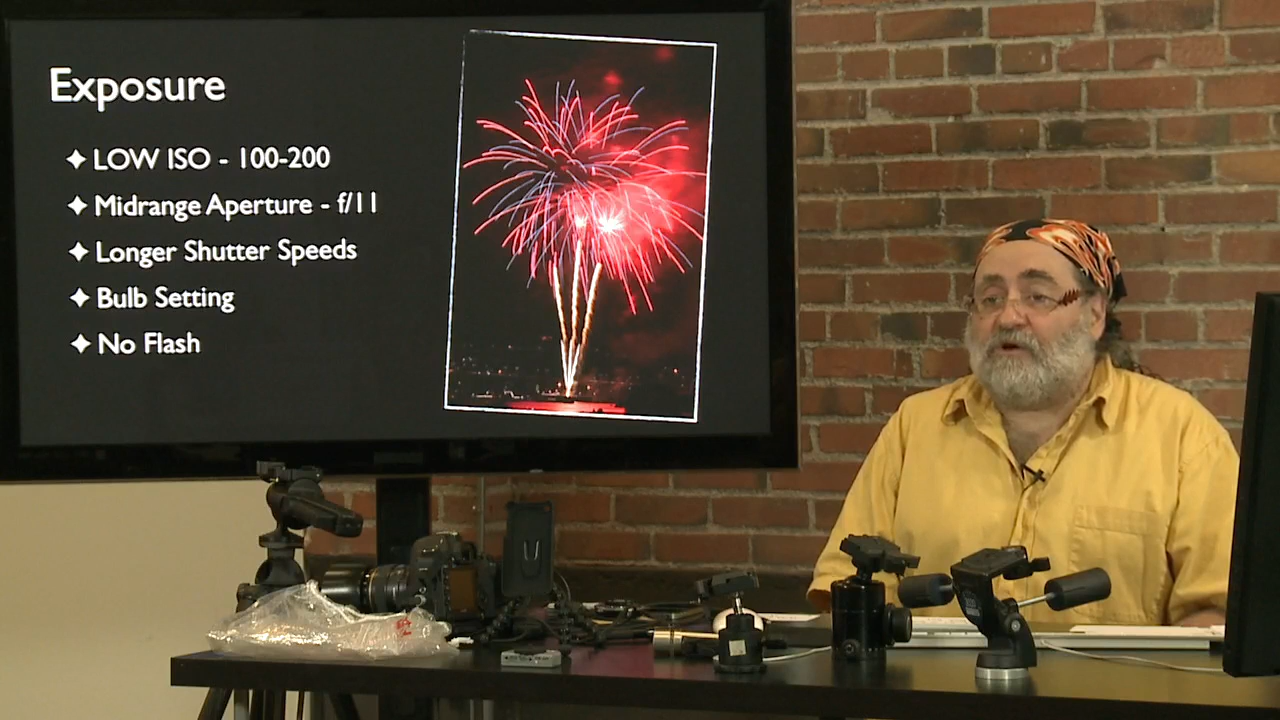 Exposure
✦ LOW ISO - 100-200
✦ Midrange Aperture - f/11
✦ Longer Shutter Speeds
✦ Bulb Setting
✦ No Flash